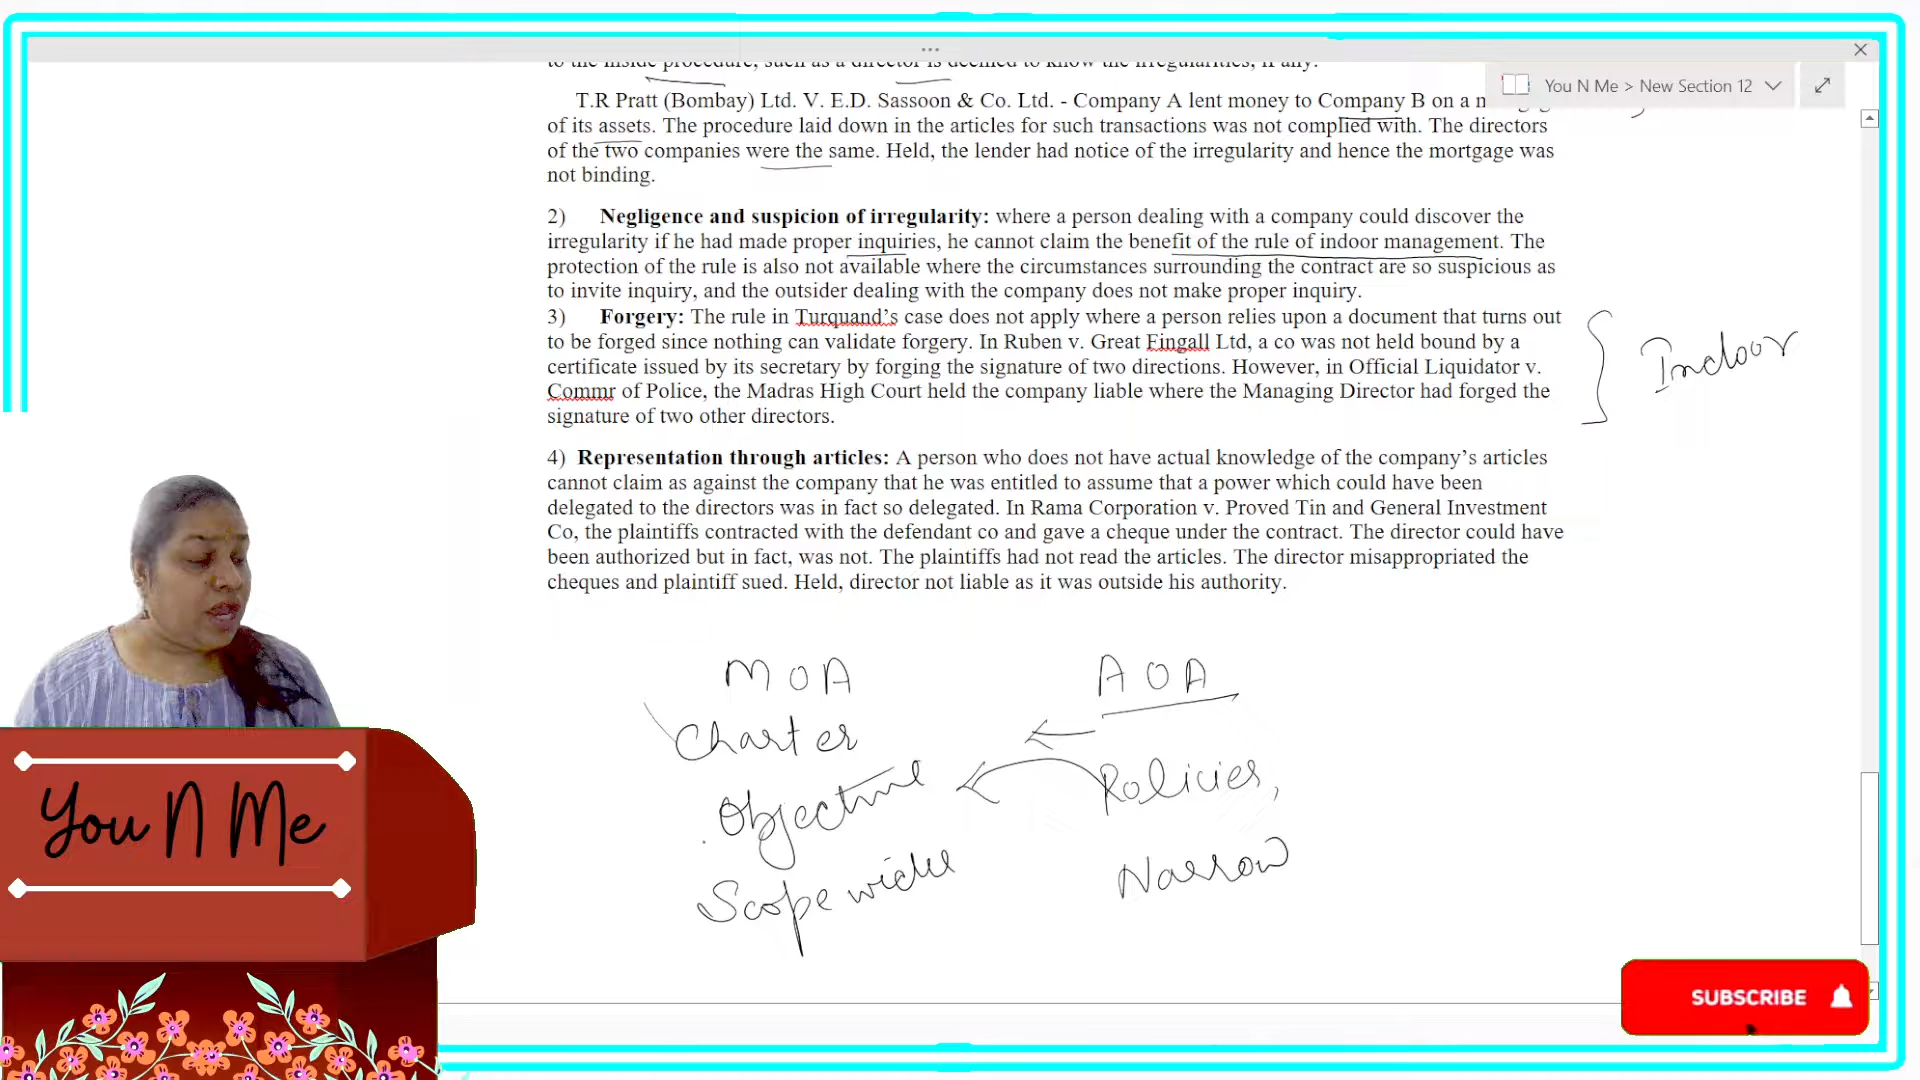 to the inside procedure, such as a director is deemed to know the irregularities, if any.
You N Me > New Section 12
T.R Pratt (Bombay) Ltd. V. E.D. Sassoon & Co. Ltd. - Company A lent money to Company B on a
of its assets. The procedure laid down in the articles for such transactions was not complied with. The directors
of the two companies were the same. Held, the lender had notice of the irregularity and hence the mortgage was
not binding.
2) Negligence and suspicion of irregularity: where a person dealing with a company could discover the
irregularity if he had made proper inquiries, he cannot claim the benefit of the rule of indoor management. The
protection of the rule is also not available where the circumstances surrounding the contract are so suspicious as
to invite inquiry, and the outsider dealing with the company does not make proper inquiry.
3) Forgery: The rule in Turquand's case does not apply where a person relies upon a document that turns out
to be forged since nothing can validate forgery. In Ruben v. Great Fingall Ltd, a co was not held bound by a
certificate issued by its secretary by forging the signature of two directions. However, in Official Liquidator v.
Commr of Police, the Madras High Court held the company liable where the Managing Director had forged the
signature of two other directors.
Indoor
4) Representation through articles: A person who does not have actual knowledge of the company's articles
cannot claim as against the company that he was entitled to assume that a power which could have been
delegated to the directors was in fact so delegated. In Rama Corporation v. Proved Tin and General Investment
Co, the plaintiffs contracted with the defendant co and gave a cheque under the contract. The director could have
been authorized but in fact, was not. The plaintiffs had not read the articles. The director misappropriated the
cheques and plaintiff sued. Held, director not liable as it was outside his authority.
MOA
AOA
Charter
Objective
Policies,
Scope wide
Narrow
You N Me
SUBSCRIBE